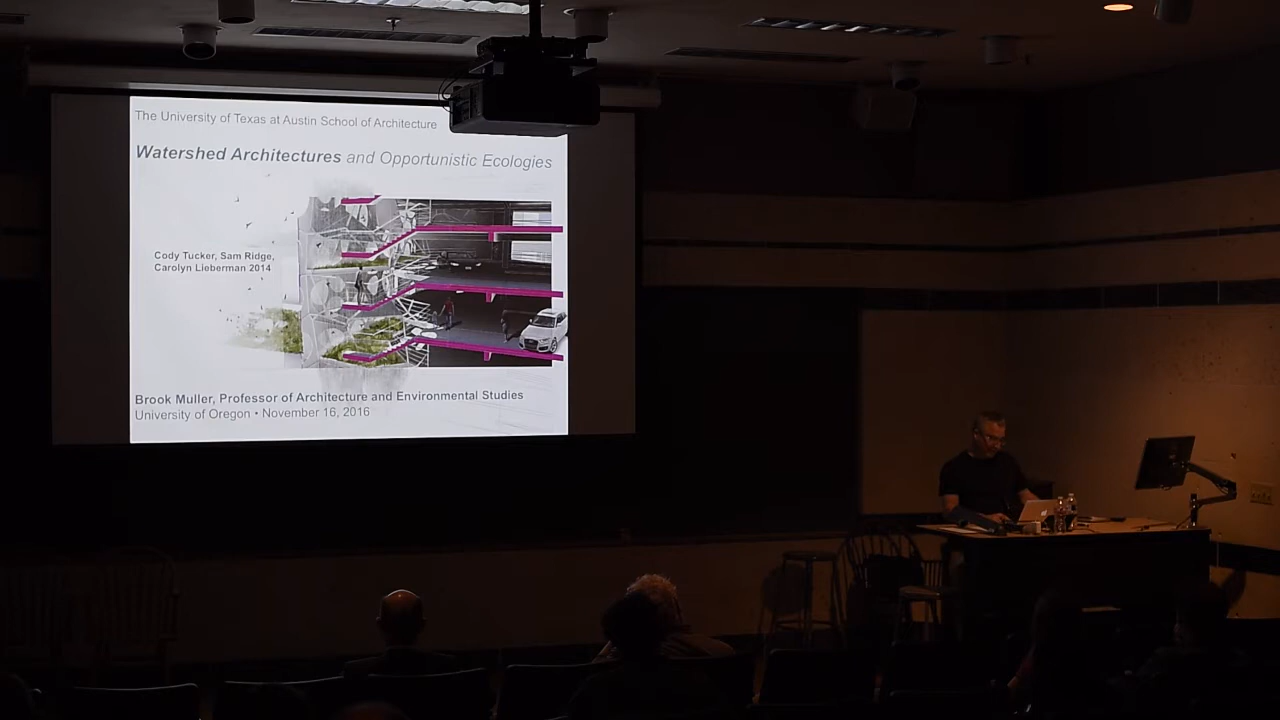 The University of Texas at Austin School of Architecture
Watershed Architectures and Opportunistic Ecologies
Cody Tucker, Sam Ridge,
Carolyn Lieberman 2014
Brook Muller, Professor of Architecture and Environmental Studies
University of Oregon • November 16, 2016